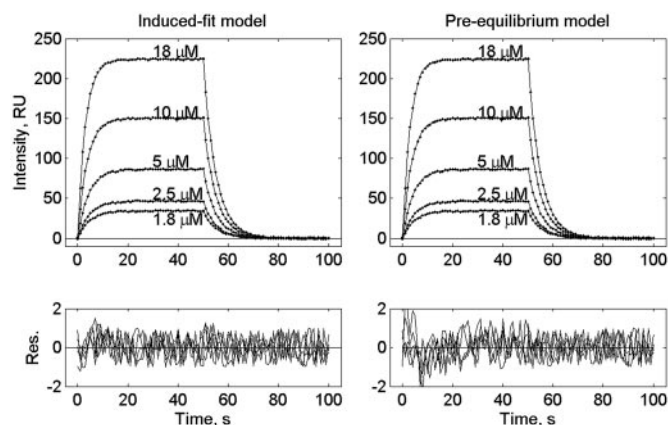 Induced-fit model
Pre-equilibrium model
250
200
150
100
50
0
Intensity, RU
18 μM
10 μM
5 μM
2.5 μM
1.8 μM
0 20 40 60 80 100
250
200
150
100
50
0
18 μM
10 μM
5 μM
2.5 μM
1.8 μM
0 20 40 60 80 100
2
0
-2
Res.
0 20 40 60 80 100
Time, s
2
0
-2
0 20 40 60 80 100
Time, s